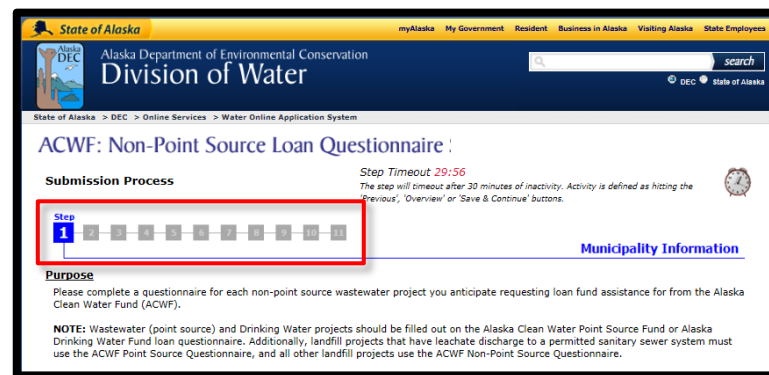 State of Alaska
myAlaska My Government Resident Business in Alaska Visiting Alaska State Employees
Alaska
DEC
Alaska Department of Environmental Conservation
Division of Water
search
DEC State of Alaska
State of Alaska > DEC > Online Services > Water Online Application System
ACWF: Non-Point Source Loan Questionnaire
Submission Process
Step Timeout 29:56
The step will timeout after 30 minutes of inactivity. Activity is defined as hitting the
'Previous', 'Overview' or 'Save & Continue' buttons.
Step
1 2 3 4 5 6 7 8 9 10 11
Municipality Information
Purpose
Please complete a questionnaire for each non-point source wastewater project you anticipate requesting loan fund assistance for from the Alaska
Clean Water Fund (ACWF).
NOTE: Wastewater (point source) and Drinking Water projects should be filled out on the Alaska Clean Water Point Source Fund or Alaska
Drinking Water Fund loan questionnaire. Additionally, landfill projects that have leachate discharge to a permitted sanitary sewer system must
use the ACWF Point Source Questionnaire, and all other landfill projects use the ACWF Non-Point Source Questionnaire.